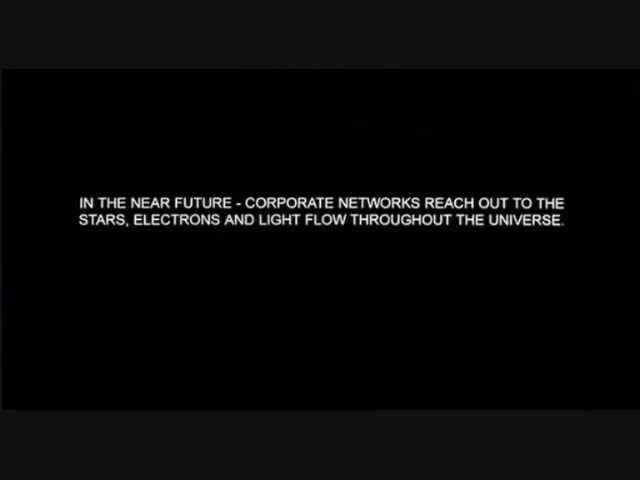 IN THE NEAR FUTURE - CORPORATE NETWORKS REACH OUT TO THE
STARS, ELECTRONS AND LIGHT FLOW THROUGHOUT THE UNIVERSE.